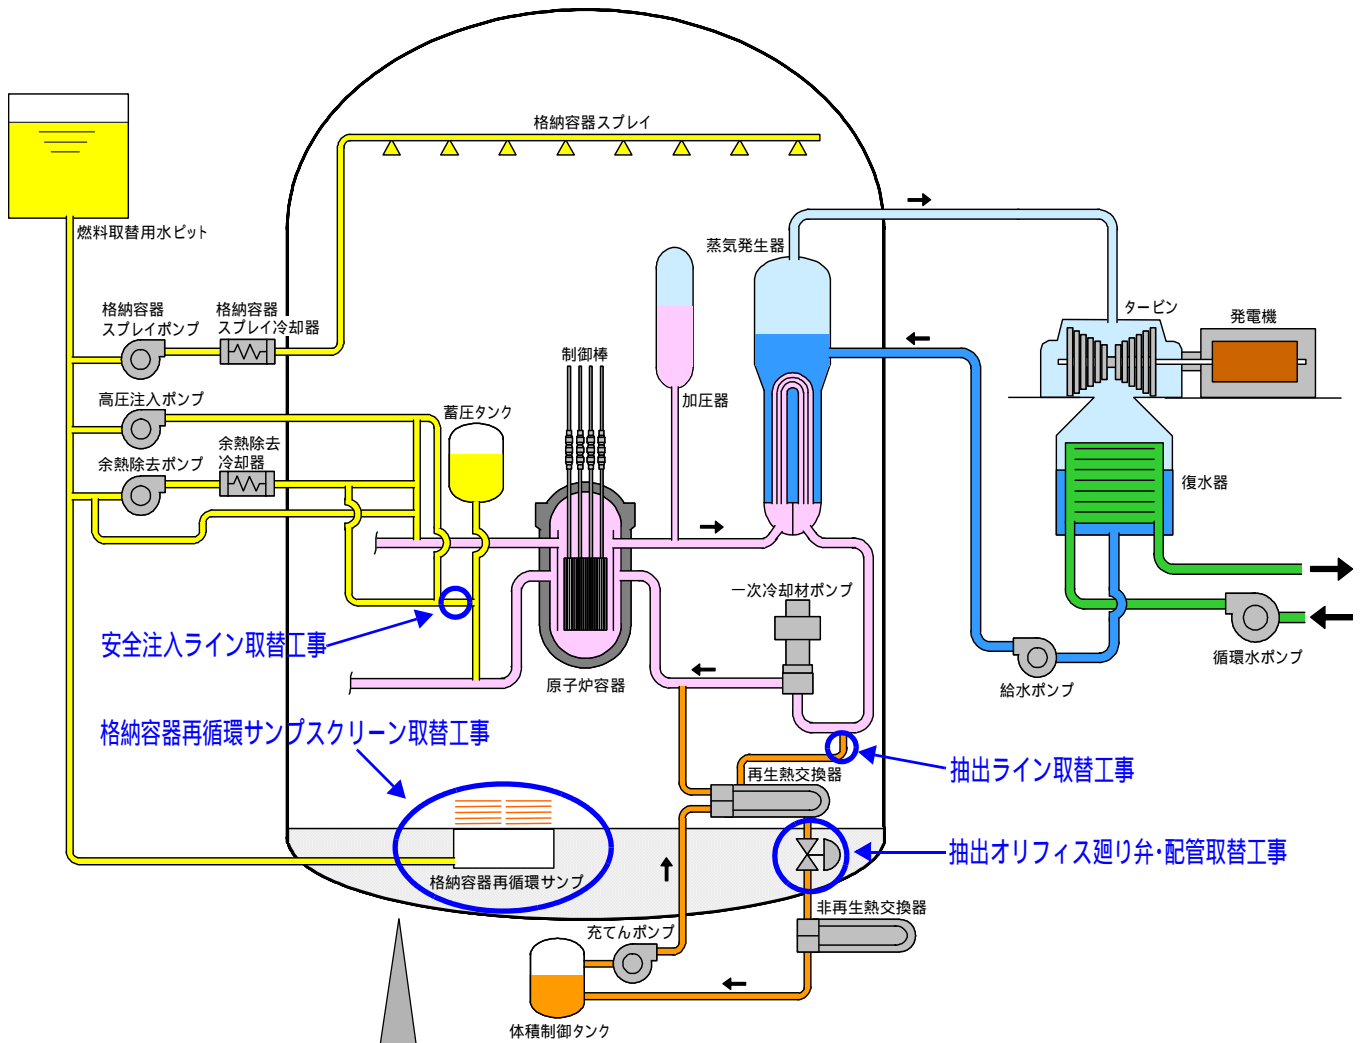 格納容器スプレイ
燃料取替用水ピット
蒸気発生器
格納容器
スプレイポンプ
格納容器
スプレイ冷却器
タービン
発電機
制御棒
加圧器
高圧注入ポンプ
蓄圧タンク
余熱除去ポンプ
余熱除去
冷却器
復水器
一次冷却材ポンプ
安全注入ライン取替工事
原子炉容器
循環水ポンプ
給水ポンプ
格納容器再循環サンプスクリーン取替工事
抽出ライン取替工事
再生熱交換器
抽出オリフィス廻り弁・配管取替工事
格納容器再循環サンプ
非再生熱交換器
充てんポンプ
体積制御タンク